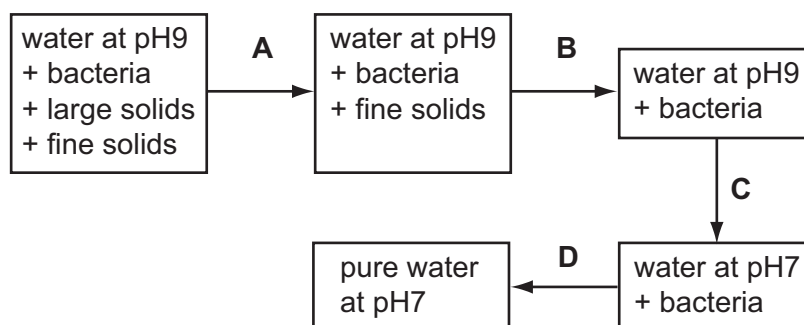 water at pH9
+ bacteria
+ large solids
+ fine solids
A
water at pH9
+ bacteria
+ fine solids
B
water at pH9
+ bacteria
C
water at pH7
+ bacteria
D
pure water
at pH7